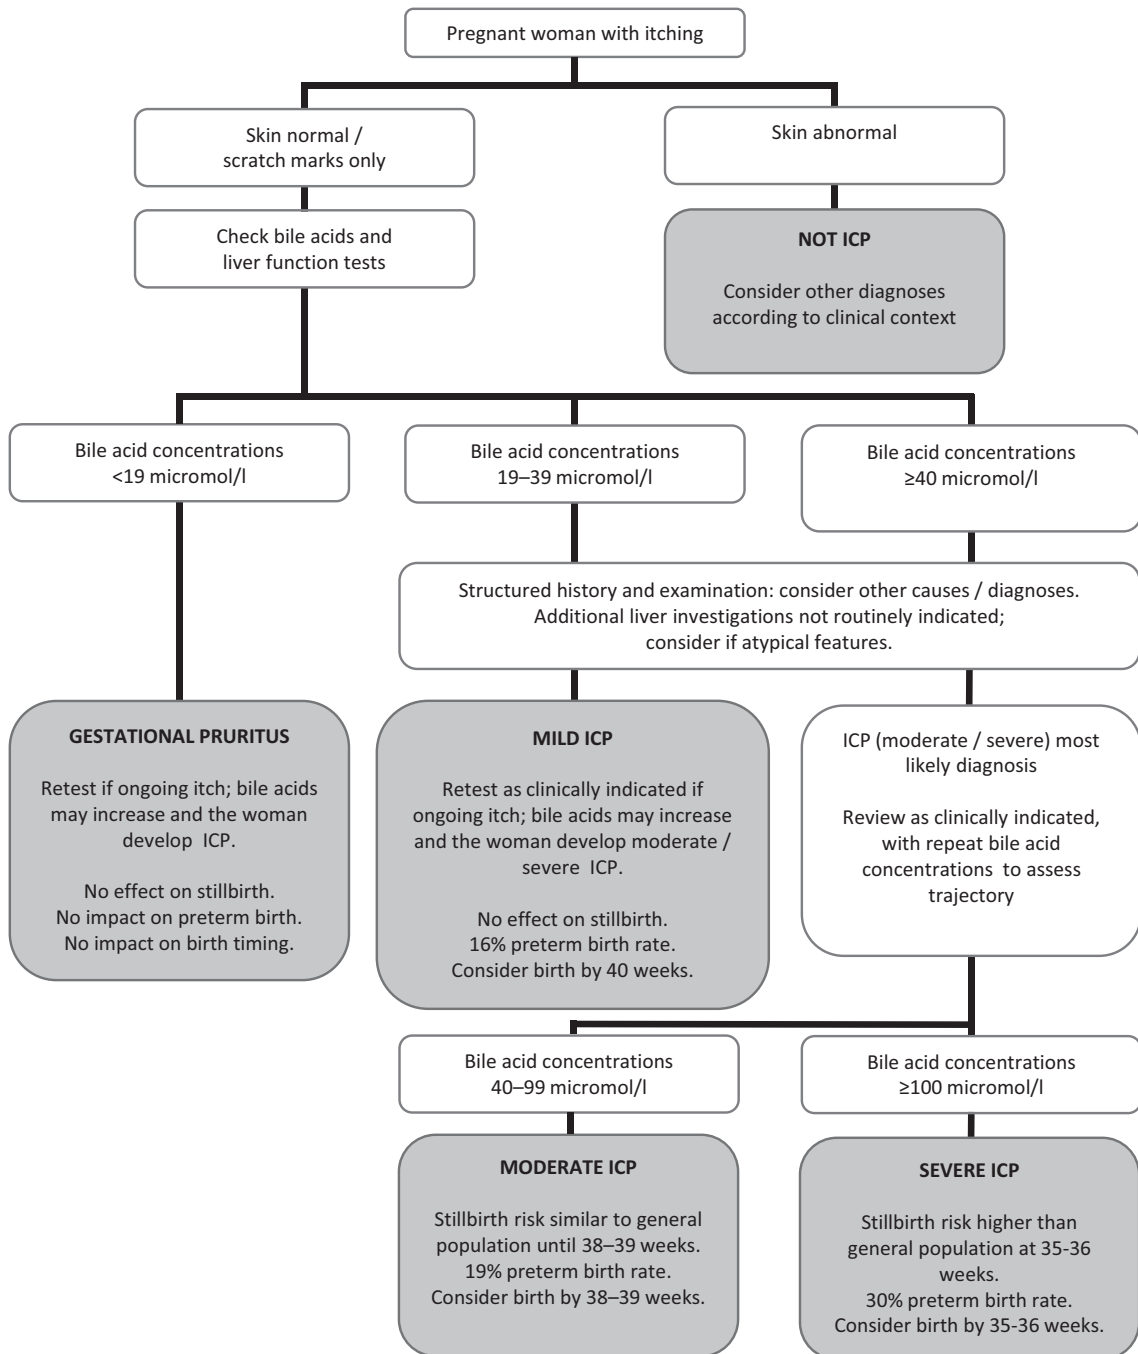 Pregnant woman with itching
Skin normal /
scratch marks only
Skin abnormal
Check bile acids and
liver function tests
NOT ICP
Consider other diagnoses
according to clinical context
Bile acid concentrations
<19 micromol/l
Bile acid concentrations
19–39 micromol/l
Bile acid concentrations
≥40 micromol/l
Structured history and examination: consider other causes / diagnoses.
Additional liver investigations not routinely indicated;
consider if atypical features.
GESTATIONAL PRURITUS
Retest if ongoing itch; bile acids
may increase and the woman
develop ICP.
No effect on stillbirth.
No impact on preterm birth.
No impact on birth timing.
MILD ICP
Retest as clinically indicated if
ongoing itch; bile acids may increase
and the woman develop moderate /
severe ICP.
No effect on stillbirth.
16% preterm birth rate.
Consider birth by 40 weeks.
ICP (moderate / severe) most
likely diagnosis
Review as clinically indicated,
with repeat bile acid
concentrations to assess
trajectory
Bile acid concentrations
40–99 micromol/l
Bile acid concentrations
≥100 micromol/l
MODERATE ICP
Stillbirth risk similar to general
population until 38–39 weeks.
19% preterm birth rate.
Consider birth by 38–39 weeks.
SEVERE ICP
Stillbirth risk higher than
general population at 35-36
weeks.
30% preterm birth rate.
Consider birth by 35-36 weeks.